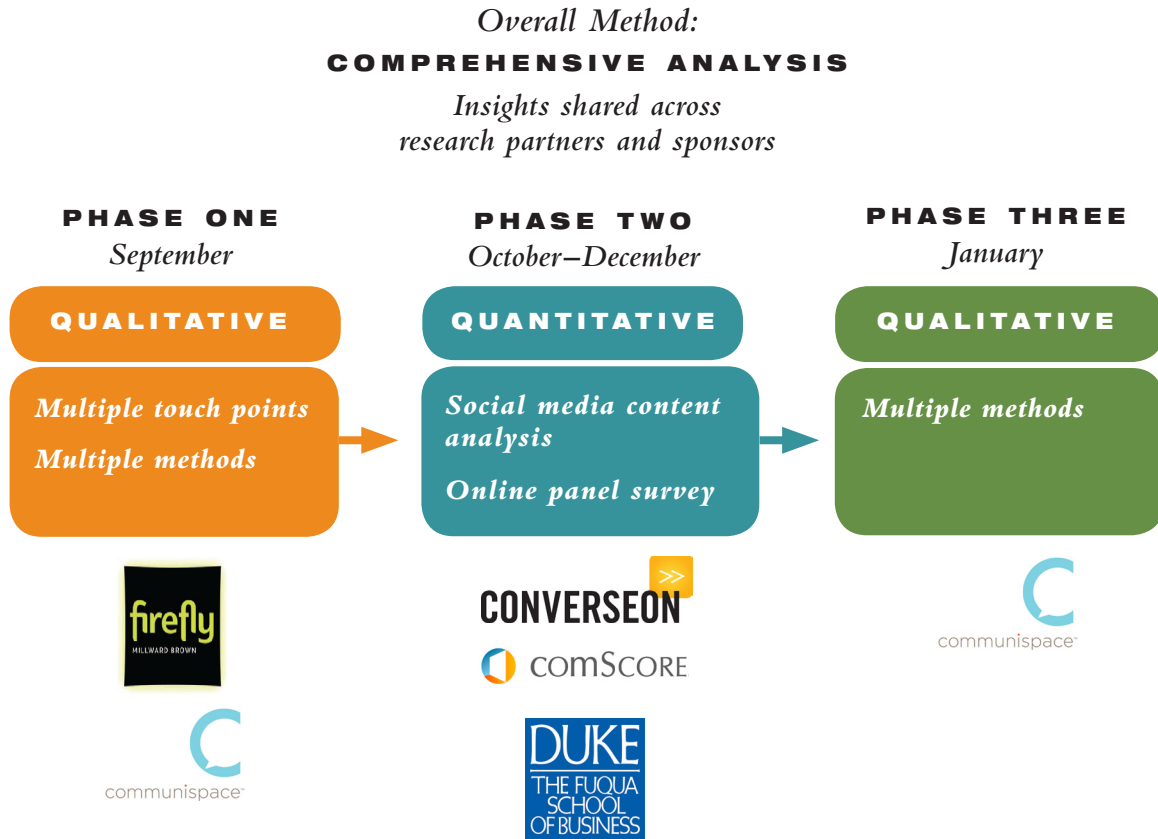 Overall Method:
COMPREHENSIVE ANALYSIS
Insights shared across
research partners and sponsors
PHASE ONE
September
QUALITATIVE
Multiple touch points
Multiple methods
firefly
MILLWARD BROWN
communispace™
PHASE TWO
October–December
QUANTITATIVE
Social media content
analysis
Online panel survey
>>
CONVERSEON
comSCORE
DUKE
THE FUQUA
SCHOOL
OF BUSINESS
PHASE THREE
January
QUALITATIVE
Multiple methods
communispace™